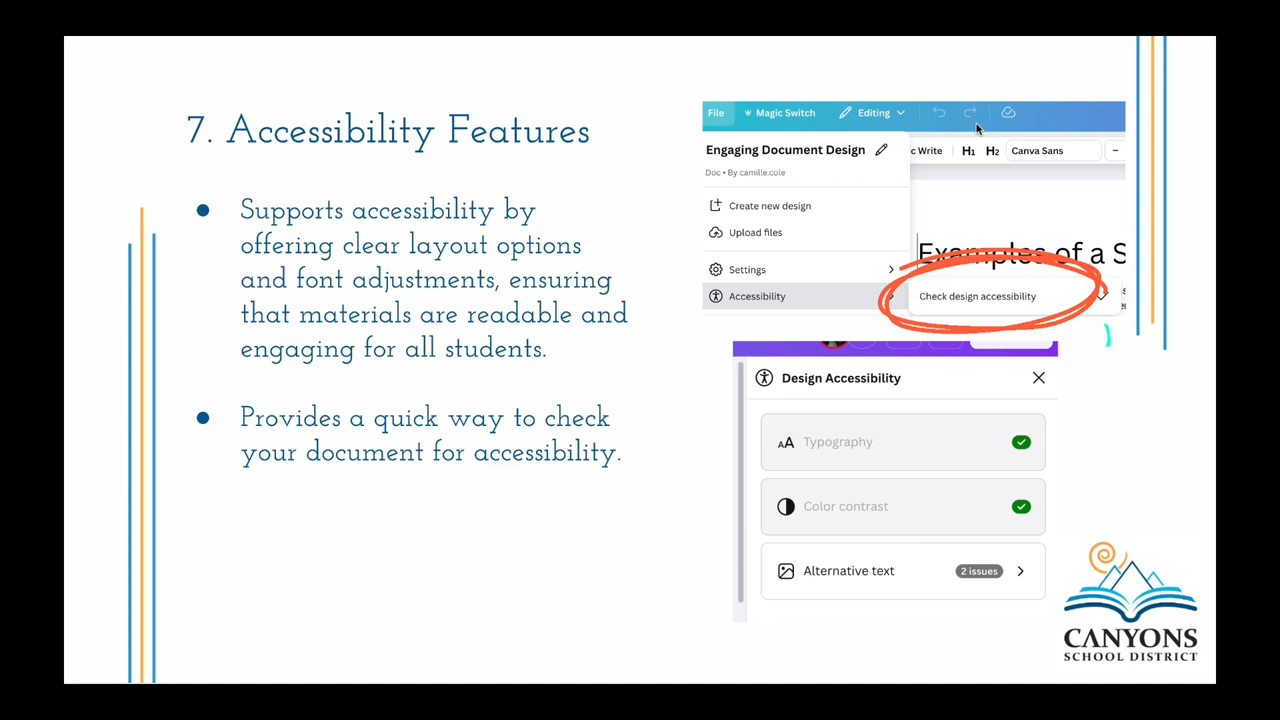 7. Accessibility Features
Supports accessibility by
offering clear layout options
and font adjustments, ensuring
that materials are readable and
engaging for all students.
Provides a quick way to check
your document for accessibility.
File Magic Switch Editing
Engaging Document Design
c Write H1 H2 Canva Sans −
Doc • By camille.cole
Create new design
Upload files
Examples of a S
Settings
Accessibility
Check design accessibility
Design Accessibility
AA Typography
Color contrast
Alternative text 2 issues
CANYONS
SCHOOL DISTRICT